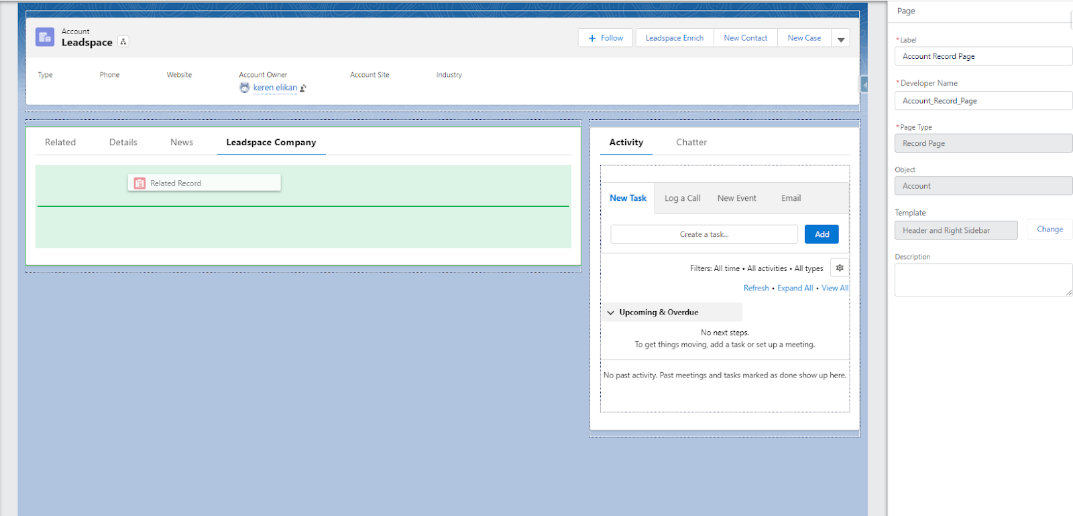 Account
Leadspace
+ Follow
Leadspace Enrich
New Contact
New Case
Type
Phone
Website
Account Owner
Account Site
Industry
keren elikan
Related
Details
News
Leadspace Company
Related Record
Activity
Chatter
New Task
Log a Call
New Event
Email
Create a task...
Add
Filters: All time • All activities • All types
Refresh • Expand All • View All
Upcoming & Overdue
No next steps.
To get things moving, add a task or set up a meeting.
No past activity. Past meetings and tasks marked as done show up here.
Page
*Label
Account Record Page
*Developer Name
Account_Record_Page
*Page Type
Record Page
Object
Account
Template
Header and Right Sidebar
Change
Description